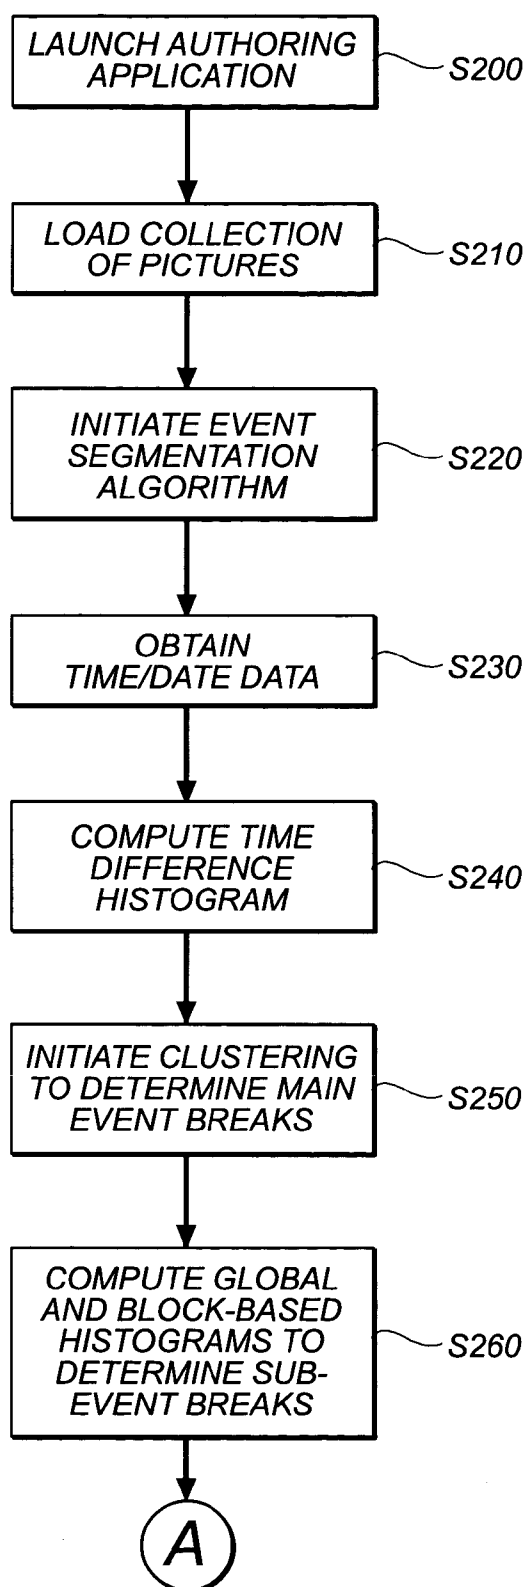 LAUNCH AUTHORING
APPLICATION
S200
LOAD COLLECTION
OF PICTURES
S210
INITIATE EVENT
SEGMENTATION
ALGORITHM
S220
OBTAIN
TIME/DATE DATA
S230
COMPUTE TIME
DIFFERENCE
HISTOGRAM
S240
INITIATE CLUSTERING
TO DETERMINE MAIN
EVENT BREAKS
S250
COMPUTE GLOBAL
AND BLOCK-BASED
HISTOGRAMS TO
DETERMINE SUB-
EVENT BREAKS
S260
A